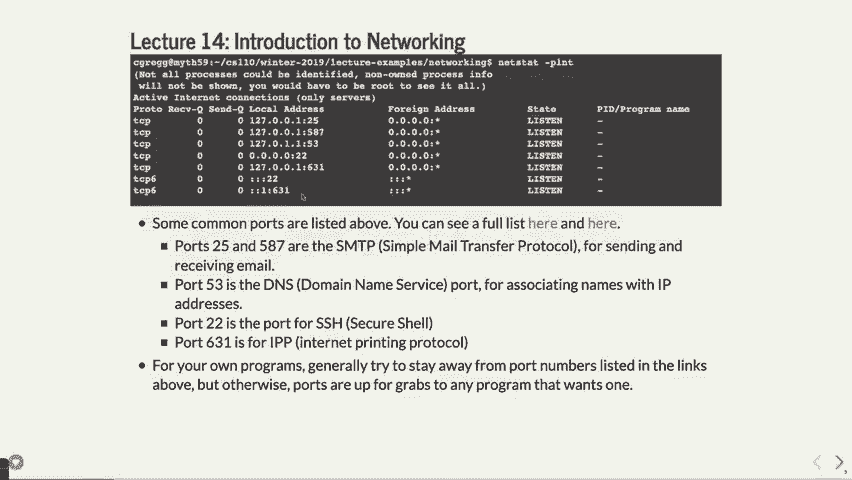 Lecture 14: Introduction to Networking
cgregg@myth59:~/cs110/winter-2019/lecture-examples/networking$ netstat -plnt
(Not all processes could be identified, non-owned process info
will not be shown, you would have to be root to see it all.)
Active Internet connections (only servers)
Proto Recv-Q Send-Q Local Address Foreign Address State PID/Program name
tcp 0 0 127.0.0.1:25 0.0.0.0:* LISTEN -
tcp 0 0 127.0.0.1:587 0.0.0.0:* LISTEN -
tcp 0 0 127.0.1.1:53 0.0.0.0:* LISTEN -
tcp 0 0 0.0.0.0:22 0.0.0.0:* LISTEN -
tcp 0 0 127.0.0.1:631 0.0.0.0:* LISTEN -
tcp6 0 0 :::22 :::* LISTEN -
tcp6 0 0 ::1:631 :::* LISTEN -
• Some common ports are listed above. You can see a full list here and here.
▪ Ports 25 and 587 are the SMTP (Simple Mail Transfer Protocol), for sending and
receiving email.
▪ Port 53 is the DNS (Domain Name Service) port, for associating names with IP
addresses.
▪ Port 22 is the port for SSH (Secure Shell)
▪ Port 631 is for IPP (internet printing protocol)
• For your own programs, generally try to stay away from port numbers listed in the links
above, but otherwise, ports are up for grabs to any program that wants one.